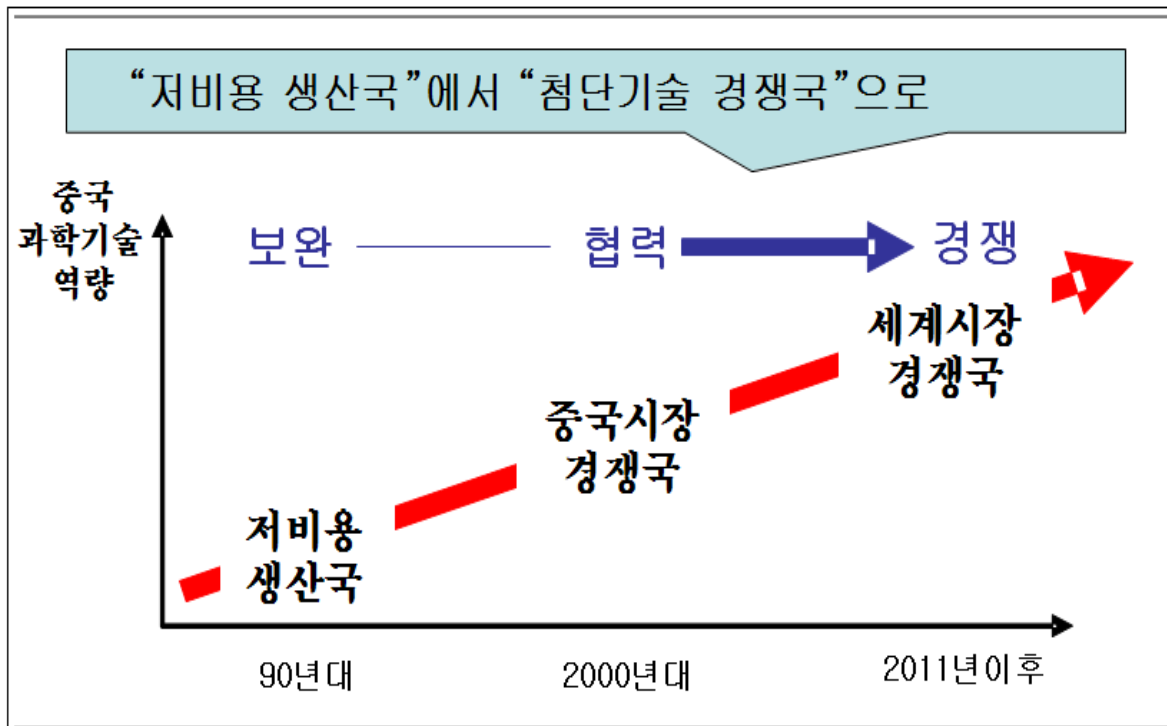 “저비용 생산국”에서 “첨단기술 경쟁국”으로
중국
과학기술
역량
보완
협력
경쟁
세계시장
경쟁국
중국시장
경쟁국
저비용
생산국
90년대
2000년대
2011년이후